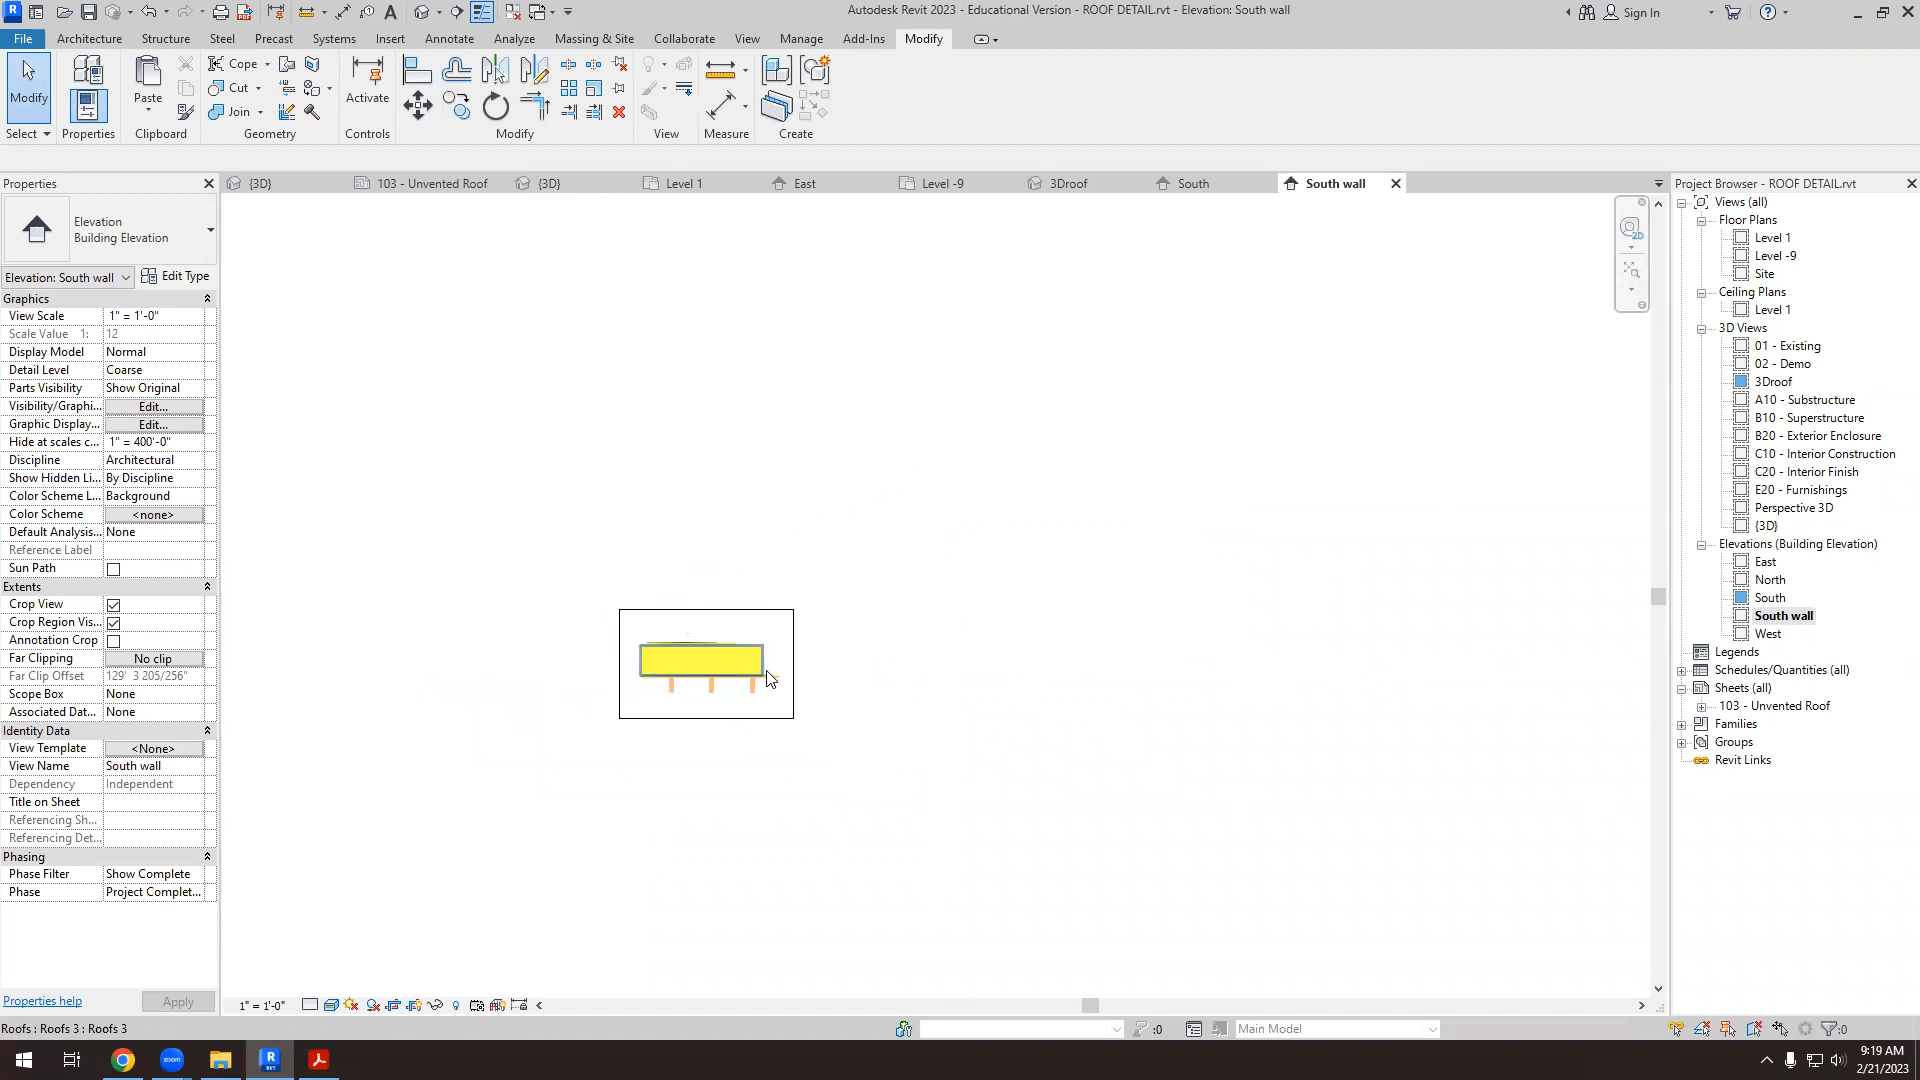 Autodesk Revit 2023 - Educational Version - ROOF DETAIL.rvt - Elevation: South wall
Sign In
File
Architecture
Structure
Steel
Precast
Systems
Insert
Annotate
Analyze
Massing & Site
Collaborate
View
Manage
Add-Ins
Modify
Modify
Paste
Cope
Cut
Join
Activate
Select
Properties
Clipboard
Geometry
Controls
Modify
View
Measure
Create
Properties
{3D}
103 - Unvented Roof
{3D}
Level 1
East
Level -9
3Droof
South
South wall
Elevation
Building Elevation
Elevation: South wall
Edit Type
Graphics
View Scale 1" = 1'-0"
Scale Value 1: 12
Display Model Normal
Detail Level Coarse
Parts Visibility Show Original
Visibility/Graphi... Edit...
Graphic Display... Edit...
Hide at scales c... 1" = 400'-0"
Discipline Architectural
Show Hidden Li... By Discipline
Color Scheme L... Background
Color Scheme <none>
Default Analysis... None
Reference Label
Sun Path
Extents
Crop View
Crop Region Vis...
Annotation Crop
Far Clipping No clip
Far Clip Offset 129' 3 205/256"
Scope Box None
Associated Dat... None
Identity Data
View Template <None>
View Name South wall
Dependency Independent
Title on Sheet
Referencing Sh...
Referencing Det...
Phasing
Phase Filter Show Complete
Phase Project Complet...
Properties help
Apply
Project Browser - ROOF DETAIL.rvt
Views (all)
Floor Plans
Level 1
Level -9
Site
Ceiling Plans
Level 1
3D Views
01 - Existing
02 - Demo
3Droof
A10 - Substructure
B10 - Superstructure
B20 - Exterior Enclosure
C10 - Interior Construction
C20 - Interior Finish
E20 - Furnishings
Perspective 3D
{3D}
Elevations (Building Elevation)
East
North
South
South wall
West
Legends
Schedules/Quantities (all)
Sheets (all)
103 - Unvented Roof
Families
Groups
Revit Links
2D
1" = 1'-0"
Roofs : Roofs 3 : Roofs 3
:0
Main Model
:0
zoom
R
RVT
9:19 AM
2/21/2023